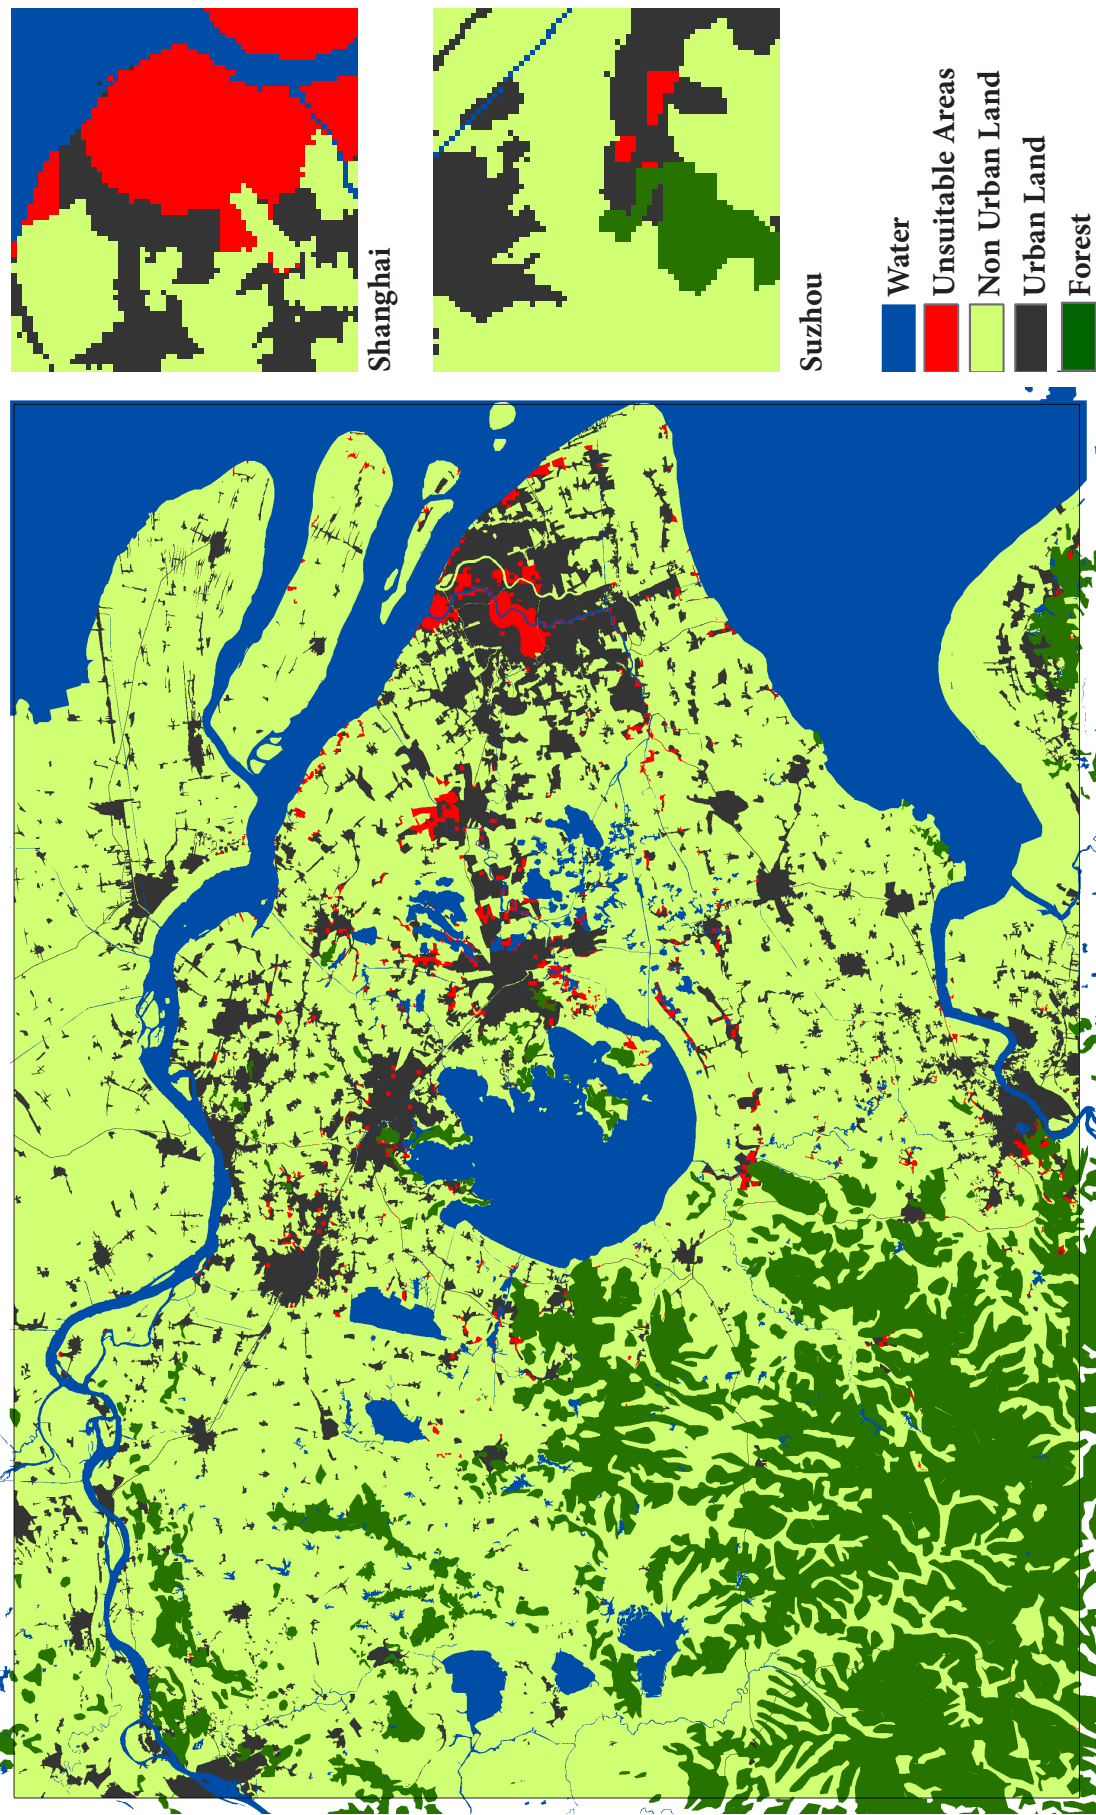 Shanghai
Suzhou
Water
Unsuitable Areas
Non Urban Land
Urban Land
Forest